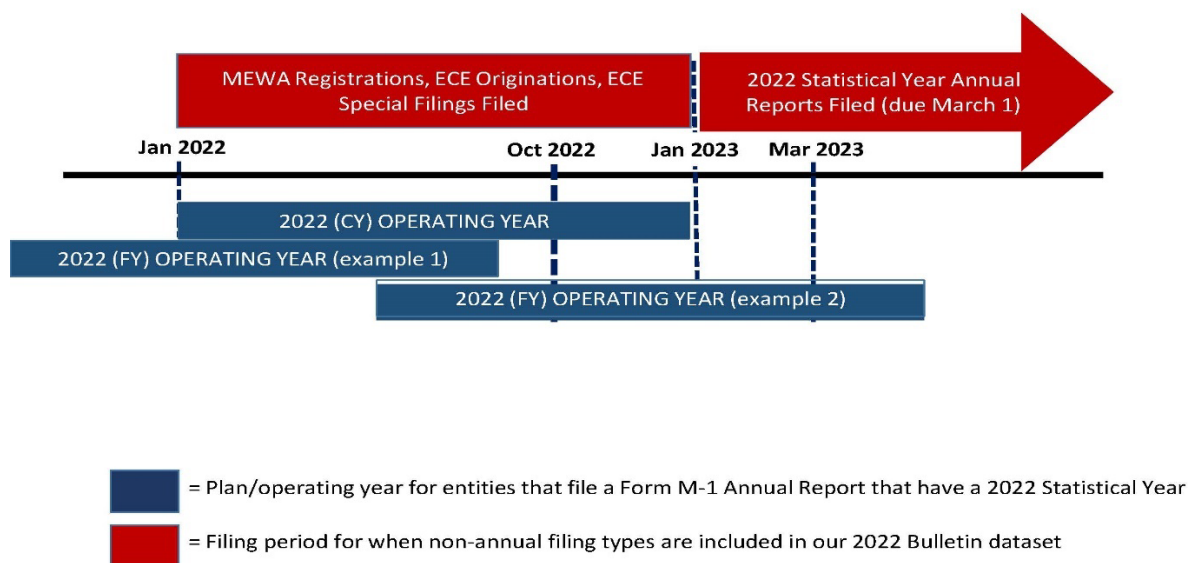 MEWA Registrations, ECE Originations, ECE
Special Filings Filed
2022 Statistical Year Annual
Reports Filed (due March 1)
Jan 2022
Oct 2022
Jan 2023
Mar 2023
2022 (CY) OPERATING YEAR
2022 (FY) OPERATING YEAR (example 1)
2022 (FY) OPERATING YEAR (example 2)
= Plan/operating year for entities that file a Form M-1 Annual Report that have a 2022 Statistical Year
= Filing period for when non-annual filing types are included in our 2022 Bulletin dataset